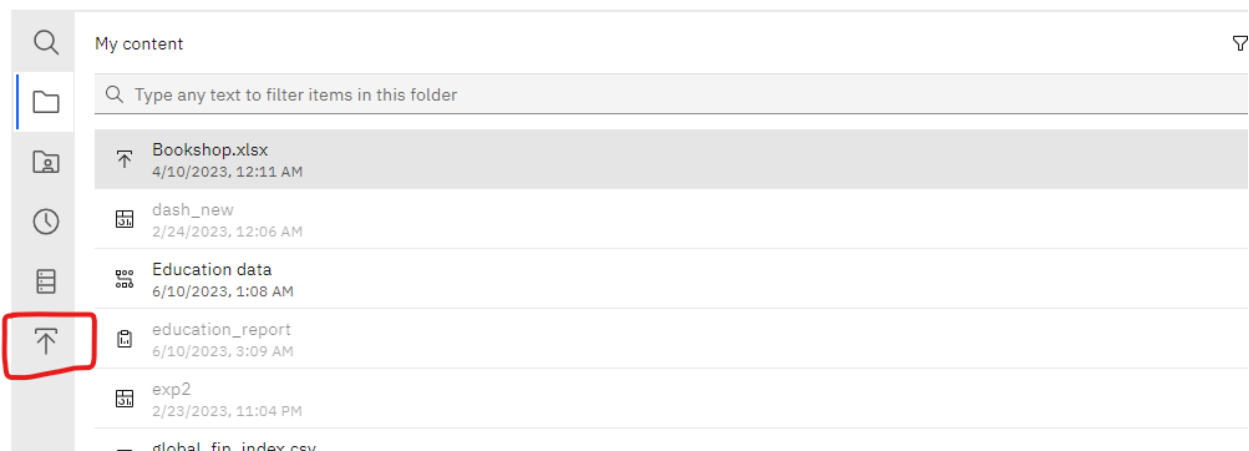 My content
Type any text to filter items in this folder
Bookshop.xlsx
4/10/2023, 12:11 AM
dash_new
2/24/2023, 12:06 AM
Education data
6/10/2023, 1:08 AM
education_report
6/10/2023, 3:09 AM
exp2
2/23/2023, 11:04 PM
global_fin_index.csv